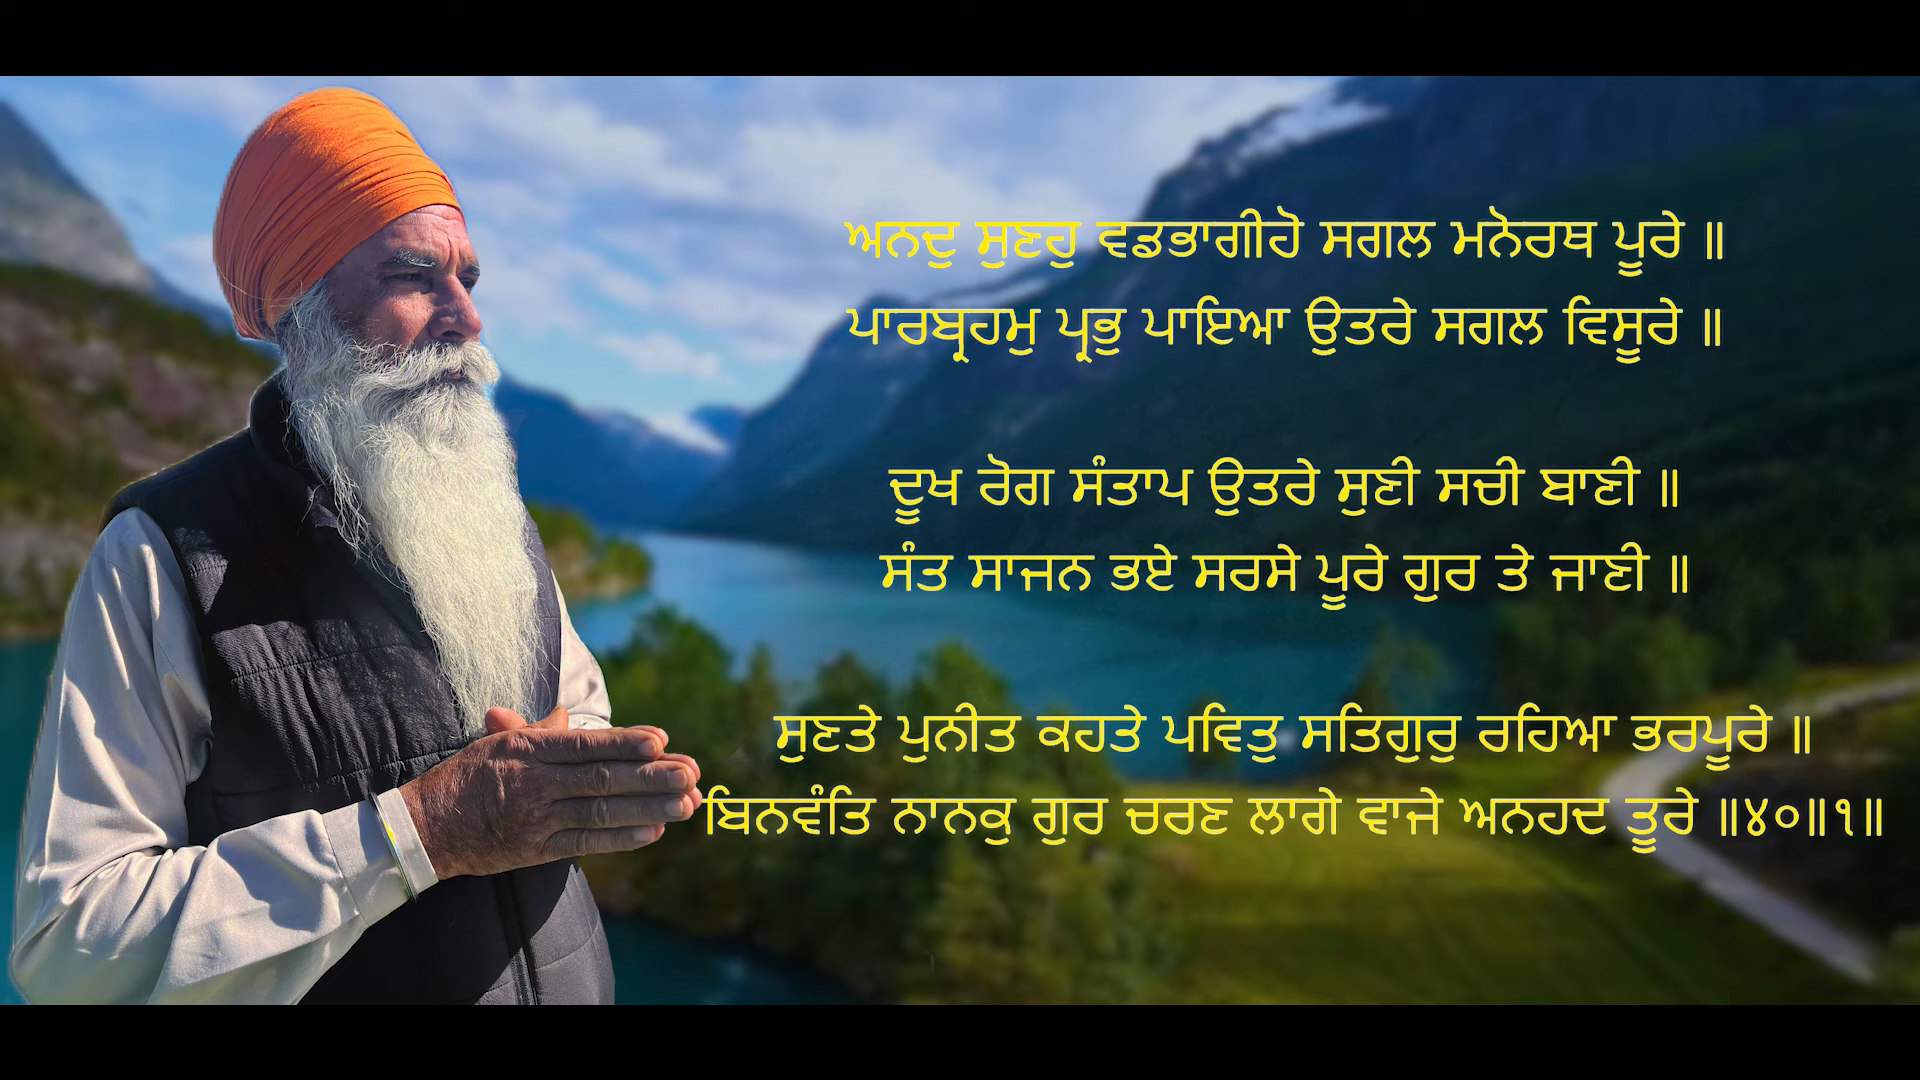 ਅਨਦੁ ਸੁਣਹੁ ਵਡਭਾਗੀਹੋ ਸਗਲ ਮਨੋਰਥ ਪੂਰੇ ॥
ਪਾਰਬ੍ਰਹਮੁ ਪ੍ਰਭੁ ਪਾਇਆ ਉਤਰੇ ਸਗਲ ਵਿਸੂਰੇ ॥
ਦੂਖ ਰੋਗ ਸੰਤਾਪ ਉਤਰੇ ਸੁਣੀ ਸਚੀ ਬਾਣੀ ॥
ਸੰਤ ਸਾਜਨ ਭਏ ਸਰਸੇ ਪੂਰੇ ਗੁਰ ਤੇ ਜਾਣੀ ॥
ਸੁਣਤੇ ਪੁਨੀਤ ਕਹਤੇ ਪਵਿਤੁ ਸਤਿਗੁਰੁ ਰਹਿਆ ਭਰਪੂਰੇ ॥
ਬਿਨਵੰਤਿ ਨਾਨਕੁ ਗੁਰ ਚਰਣ ਲਾਗੇ ਵਾਜੇ ਅਨਹਦ ਤੂਰੇ ॥੪੦॥੧॥